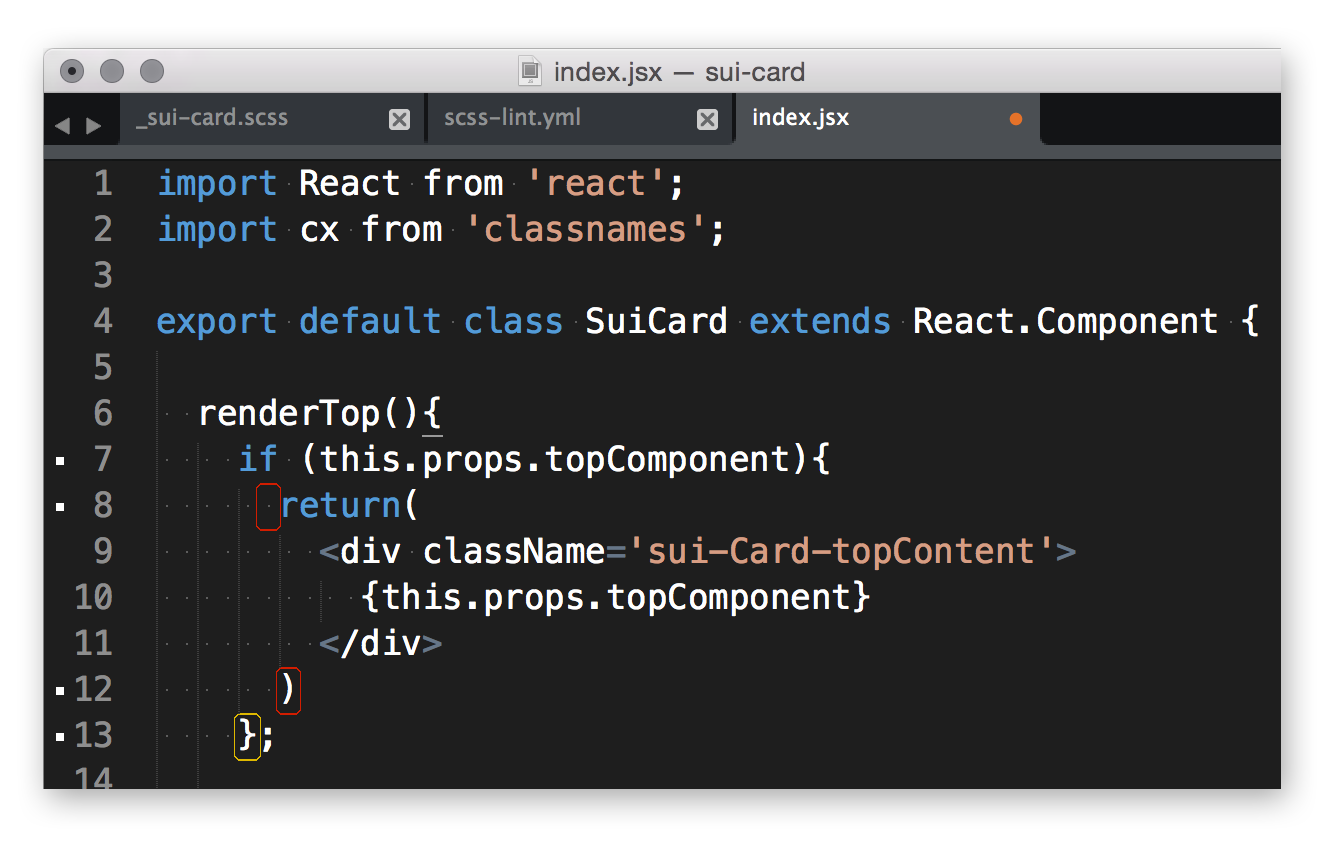 index.jsx — sui-card
_sui-card.scss scss-lint.yml index.jsx
1 import React from 'react';
2 import cx from 'classnames';
3
4 export default class SuiCard extends React.Component {
5
6 renderTop(){
7 if (this.props.topComponent){
8 return(
9 <div className='sui-Card-topContent'>
10 {this.props.topComponent}
11 </div>
12 )
13 };
14